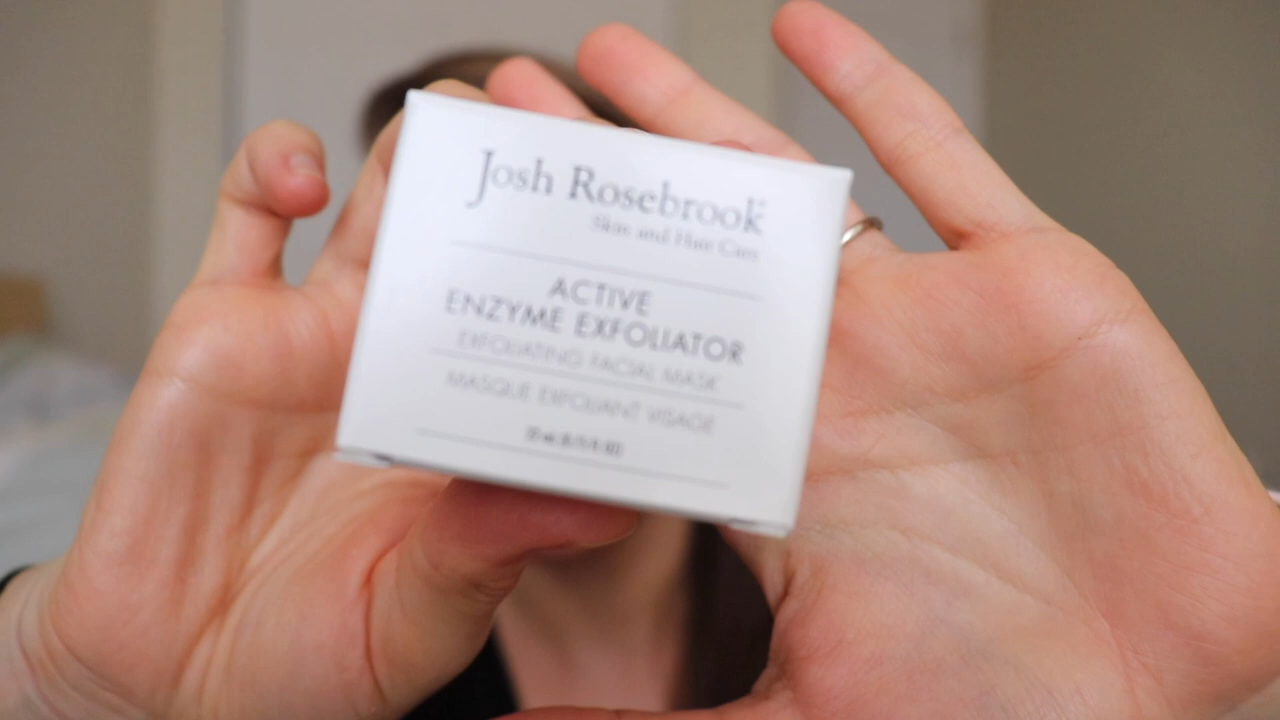 Josh Rosebrook
Skin and Hair Care
ACTIVE
ENZYME EXFOLIATOR
EXFOLIATING FACIAL MASK
MASQUE EXFOLIANT VISAGE